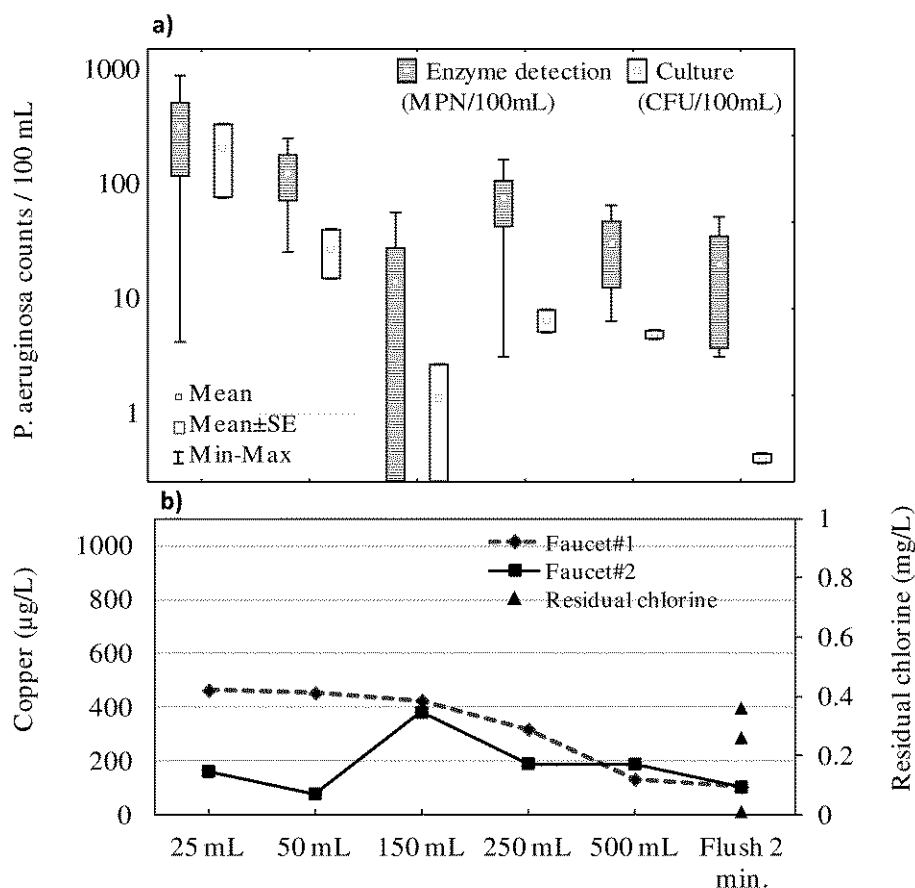 a)
P. aeruginosa counts / 100 mL
1000
100
10
1
Enzyme detection
(MPN/100mL)
Culture
(CFU/100mL)
Mean
Mean±SE
Min-Max
b)
Copper (µg/L)
1000
800
600
400
200
0
Faucet#1
Faucet#2
Residual chlorine
1
0.8
0.6
0.4
0.2
0
Residual chlorine (mg/L)
25 mL
50 mL
150 mL
250 mL
500 mL
Flush 2
min.